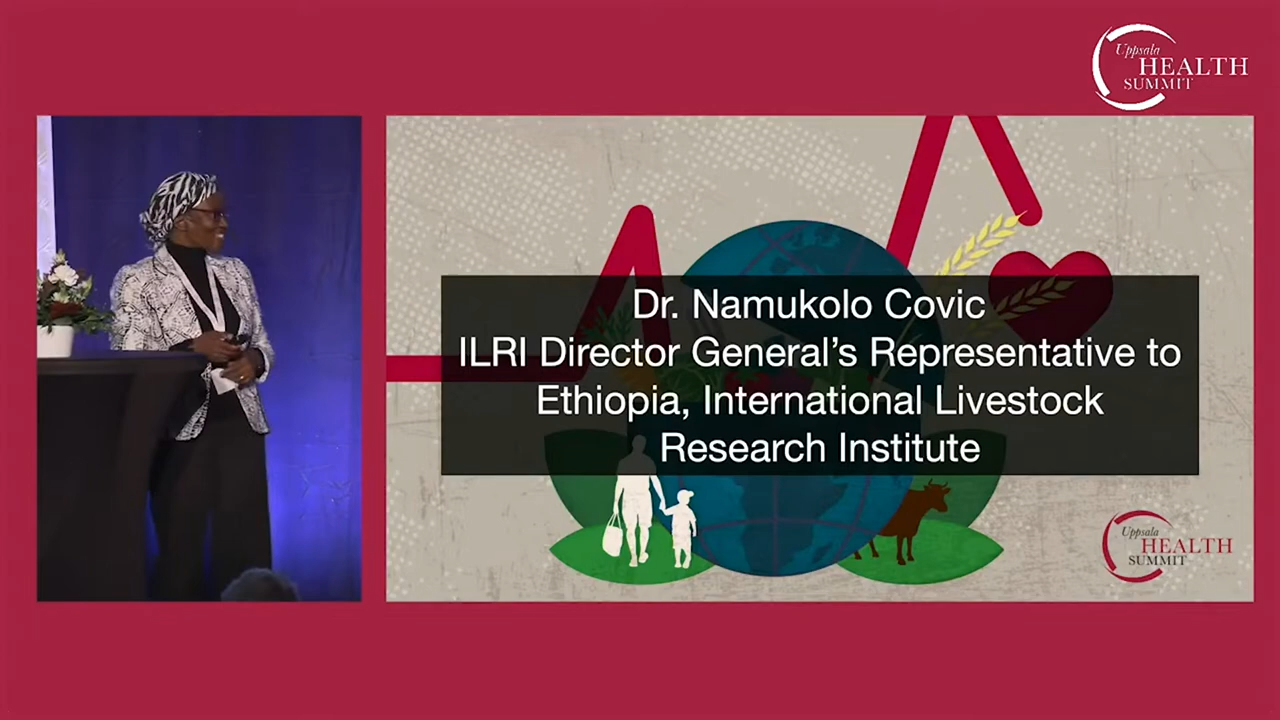 Uppsala
HEALTH
SUMMIT
Dr. Namukolo Covic
ILRI Director General's Representative to
Ethiopia, International Livestock
Research Institute
Uppsala
HEALTH
SUMMIT